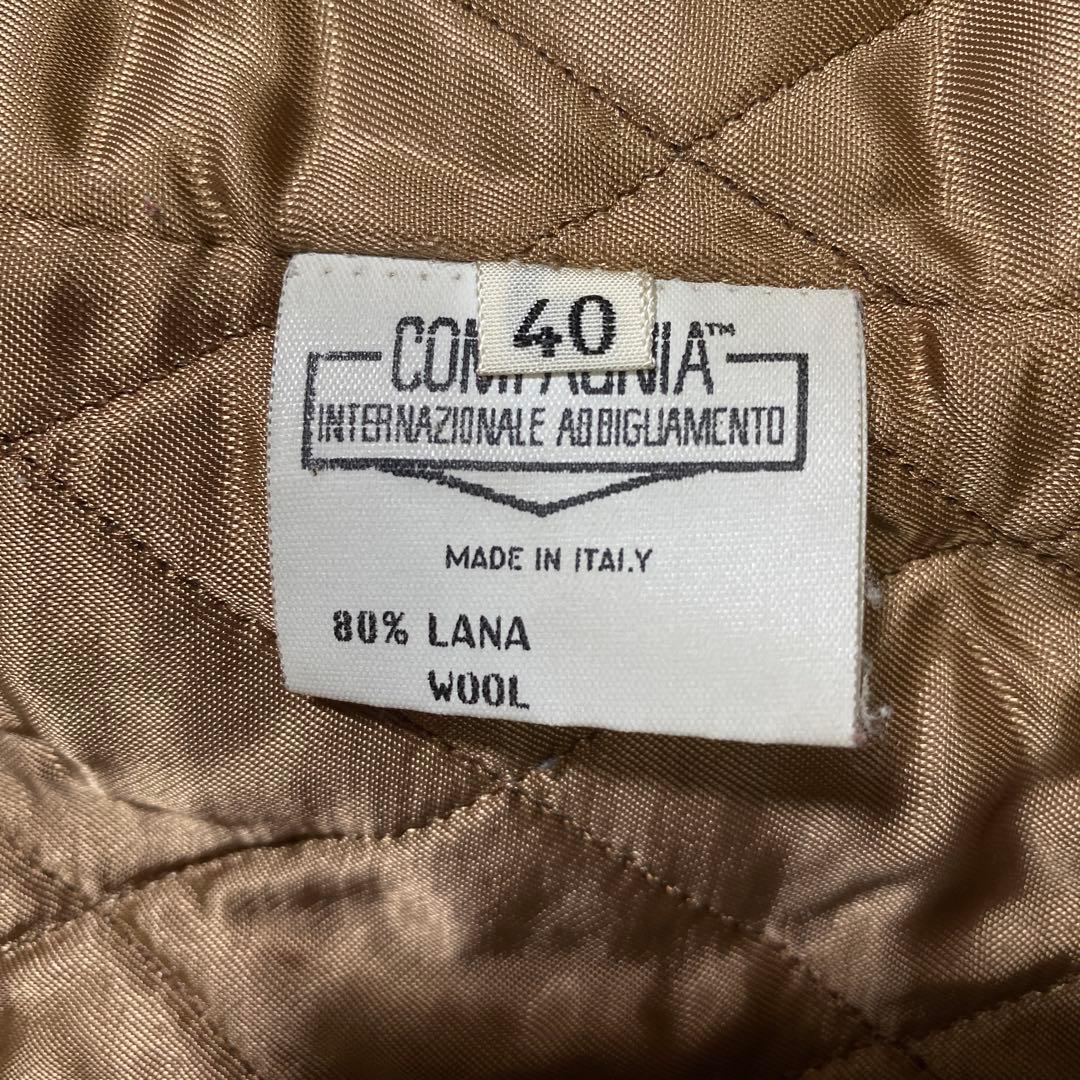 40
COMPAGNIA™
INTERNAZIONALE ABBIGLIAMENTO
MADE IN ITALY
80% LANA
WOOL